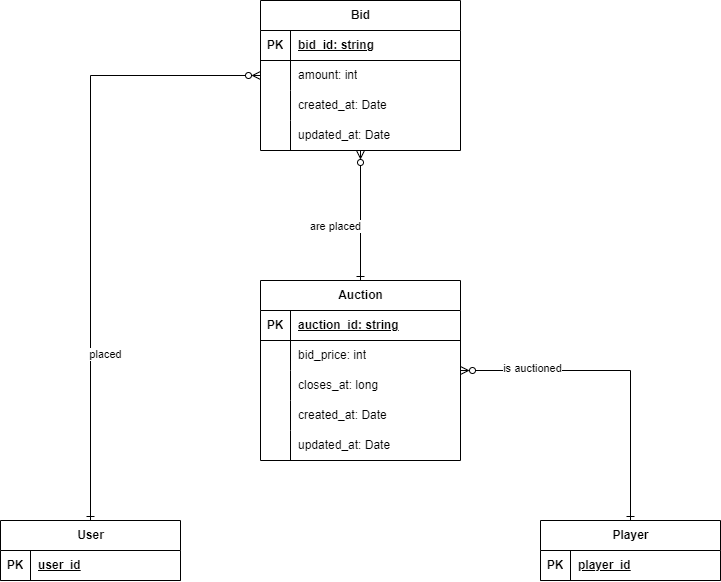 Bid
PK bid_id: string
amount: int
created_at: Date
updated_at: Date
are placed
Auction
PK auction_id: string
bid_price: int
closes_at: long
created_at: Date
updated_at: Date
placed
is auctioned
User
PK user_id
Player
PK player_id